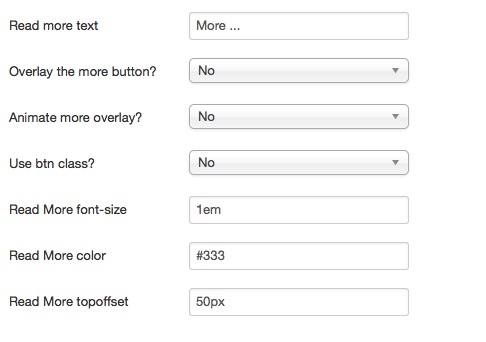 Read more text More ...
Overlay the more button? No
Animate more overlay? No
Use btn class? No
Read More font-size 1em
Read More color #333
Read More topoffset 50px